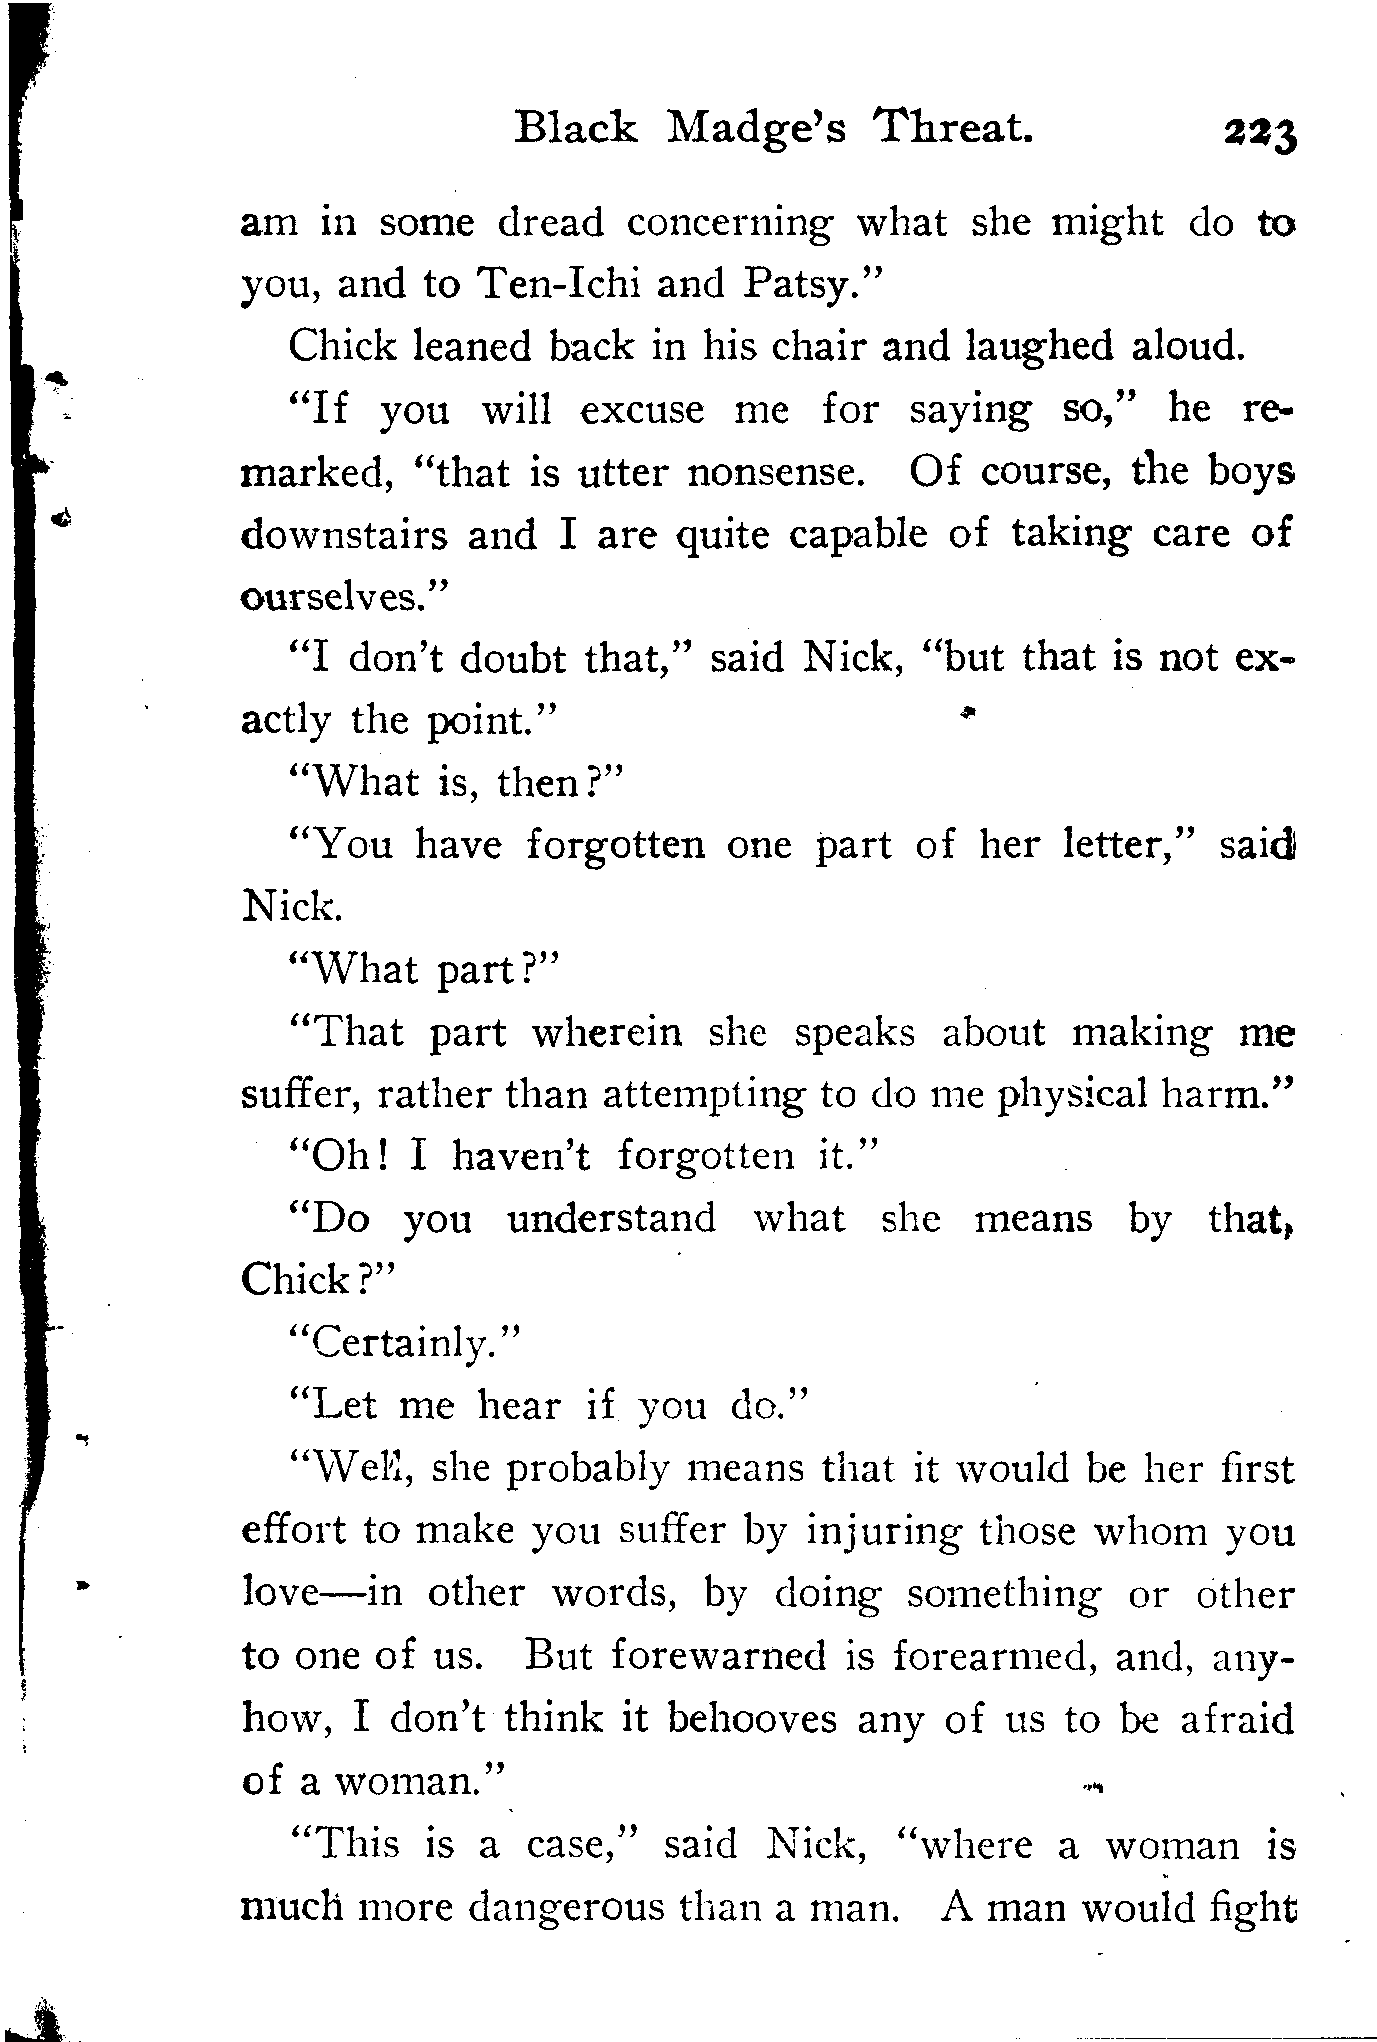 Black Madge's Threat. 223
am in some dread concerning what she might do to
you, and to Ten-Ichi and Patsy."
Chick leaned back in his chair and laughed aloud.
"If you will excuse me for saying so," he re-
marked, "that is utter nonsense. Of course, the boys
downstairs and I are quite capable of taking care of
ourselves."
"I don't doubt that," said Nick, "but that is not ex-
actly the point."
"What is, then?"
"You have forgotten one part of her letter," said
Nick.
"What part?"
"That part wherein she speaks about making me
suffer, rather than attempting to do me physical harm."
"Oh! I haven't forgotten it."
"Do you understand what she means by that,
Chick?"
"Certainly."
"Let me hear if you do."
"Well, she probably means that it would be her first
effort to make you suffer by injuring those whom you
love—in other words, by doing something or other
to one of us. But forewarned is forearmed, and, any-
how, I don't think it behooves any of us to be afraid
of a woman."
"This is a case," said Nick, "where a woman is
much more dangerous than a man. A man would fight